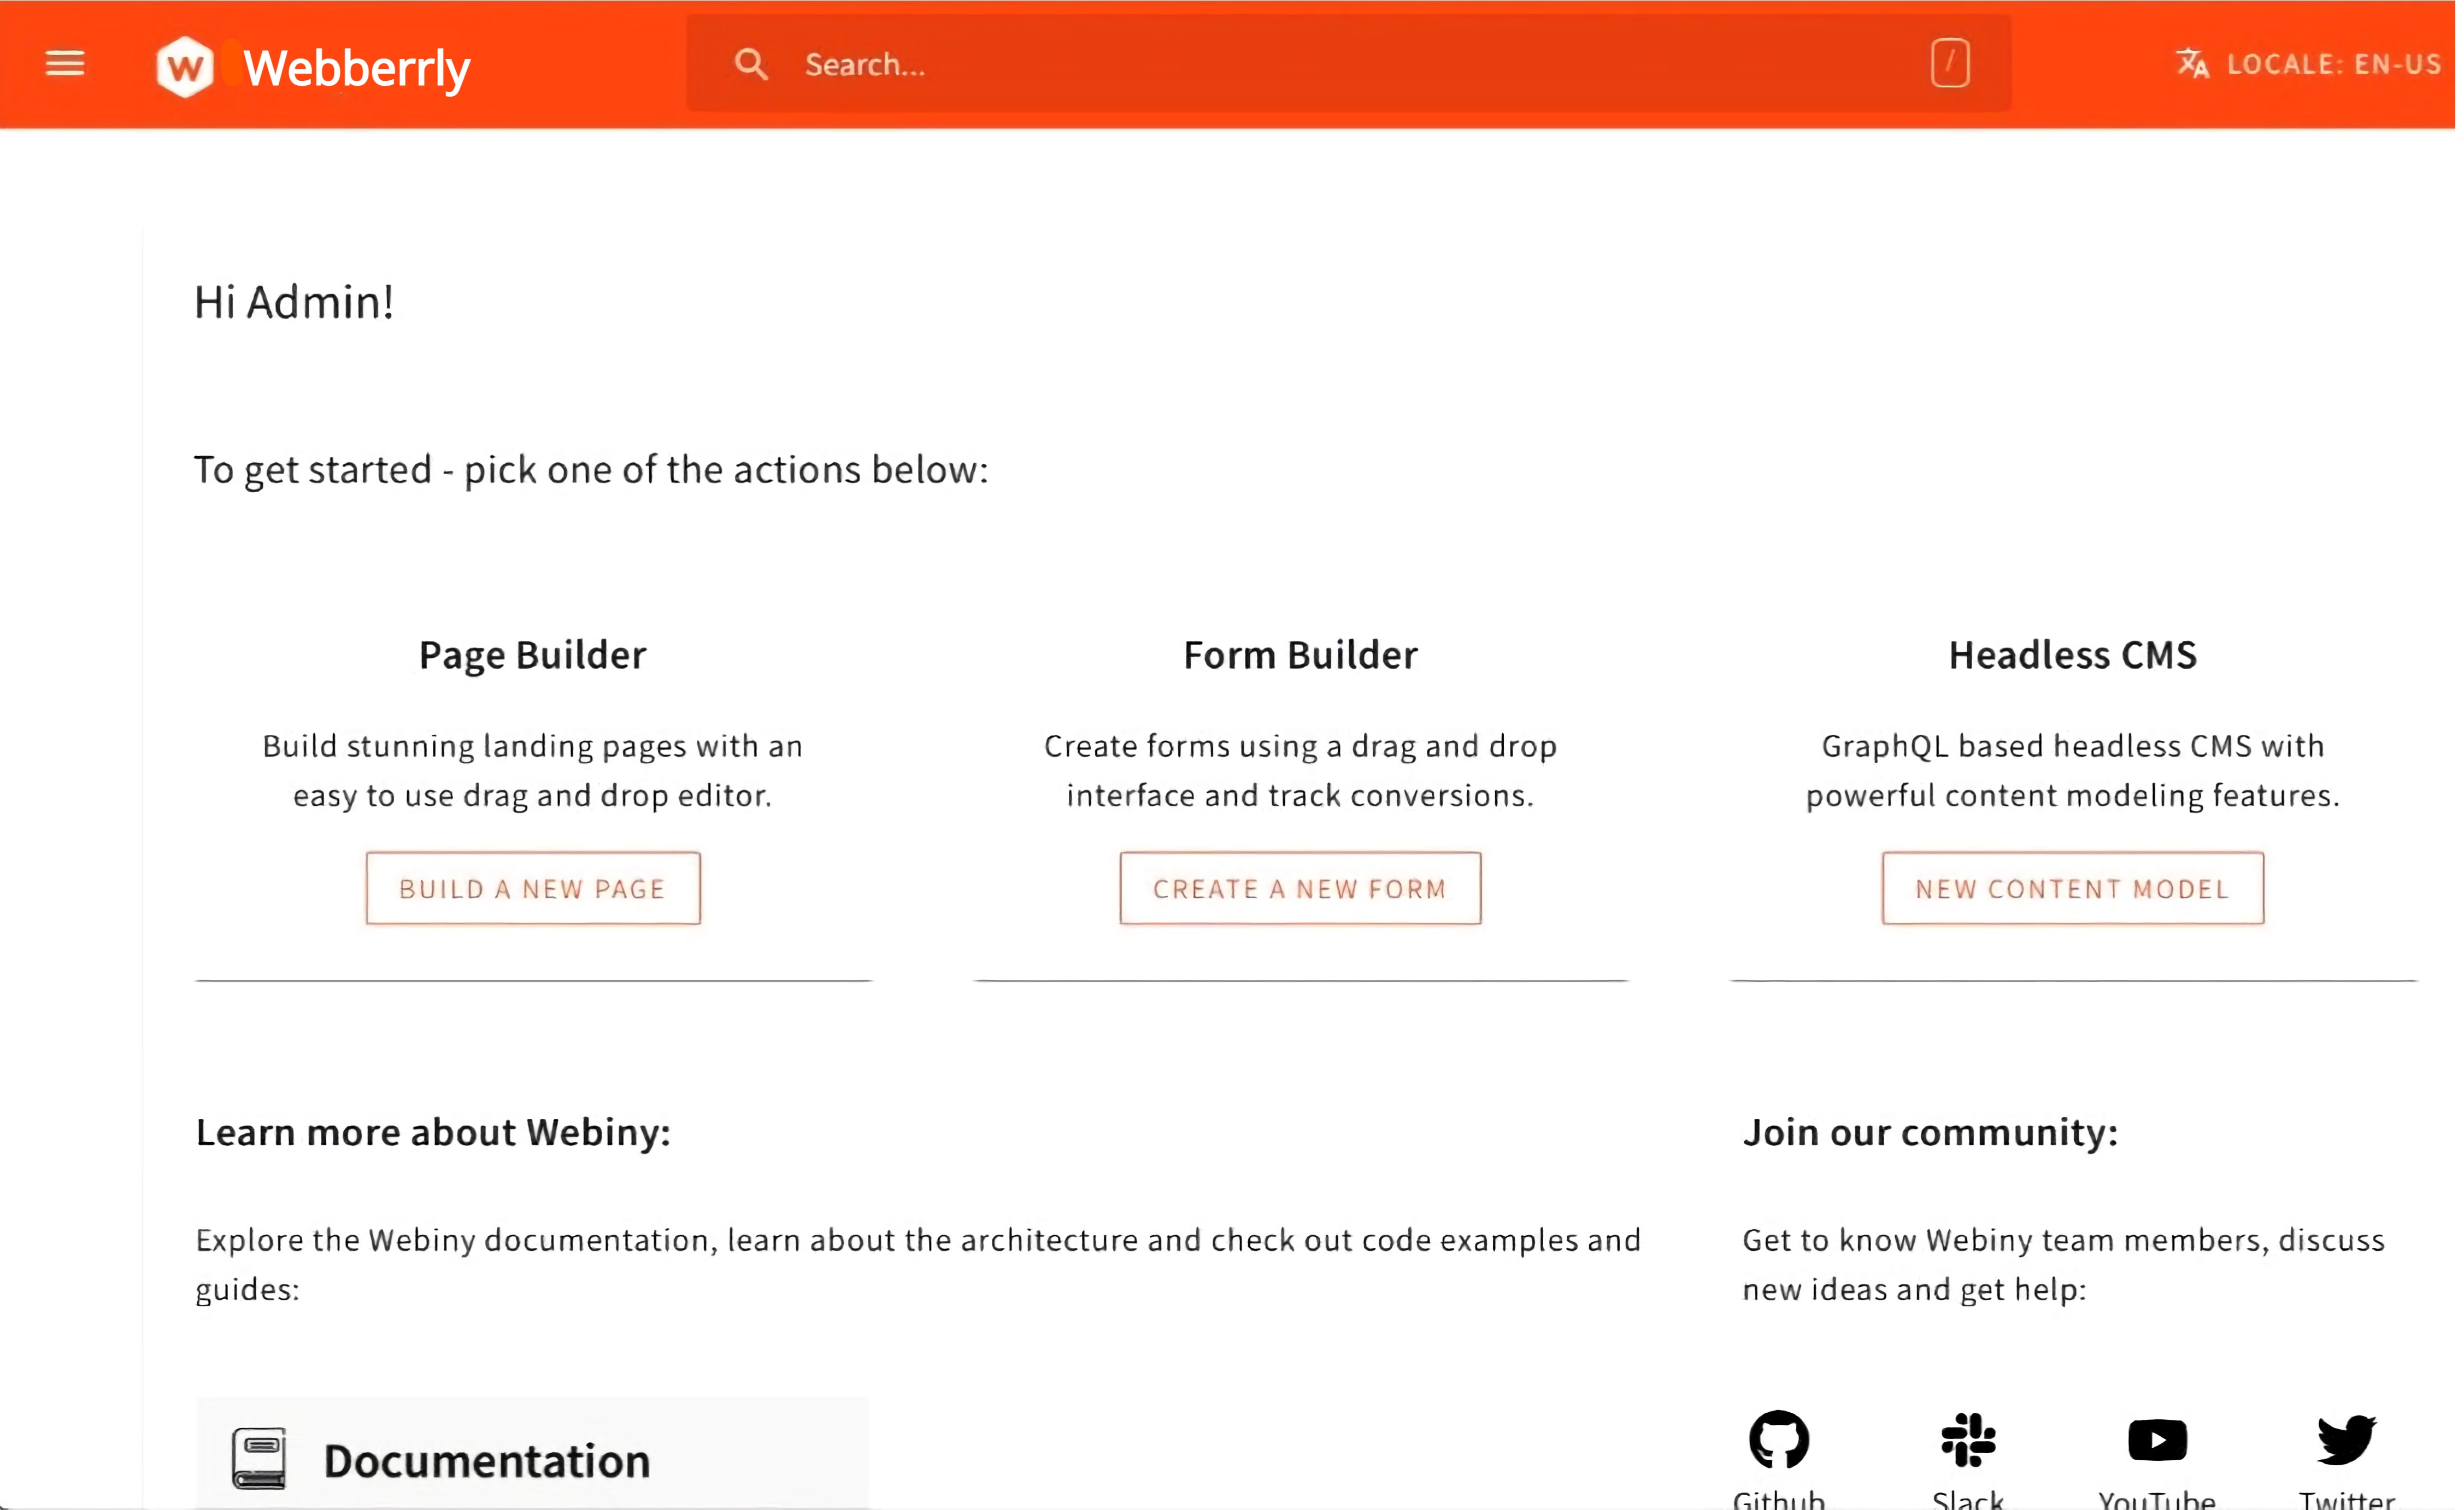 W Webberrly
Search...
/
LOCALE: EN-US
Hi Admin!
To get started - pick one of the actions below:
Page Builder
Build stunning landing pages with an
easy to use drag and drop editor.
BUILD A NEW PAGE
Form Builder
Create forms using a drag and drop
interface and track conversions.
CREATE A NEW FORM
Headless CMS
GraphQL based headless CMS with
powerful content modeling features.
NEW CONTENT MODEL
Learn more about Webiny:
Explore the Webiny documentation, learn about the architecture and check out code examples and
guides:
Documentation
Join our community:
Get to know Webiny team members, discuss
new ideas and get help:
Github
Slack
YouTube
Twitter